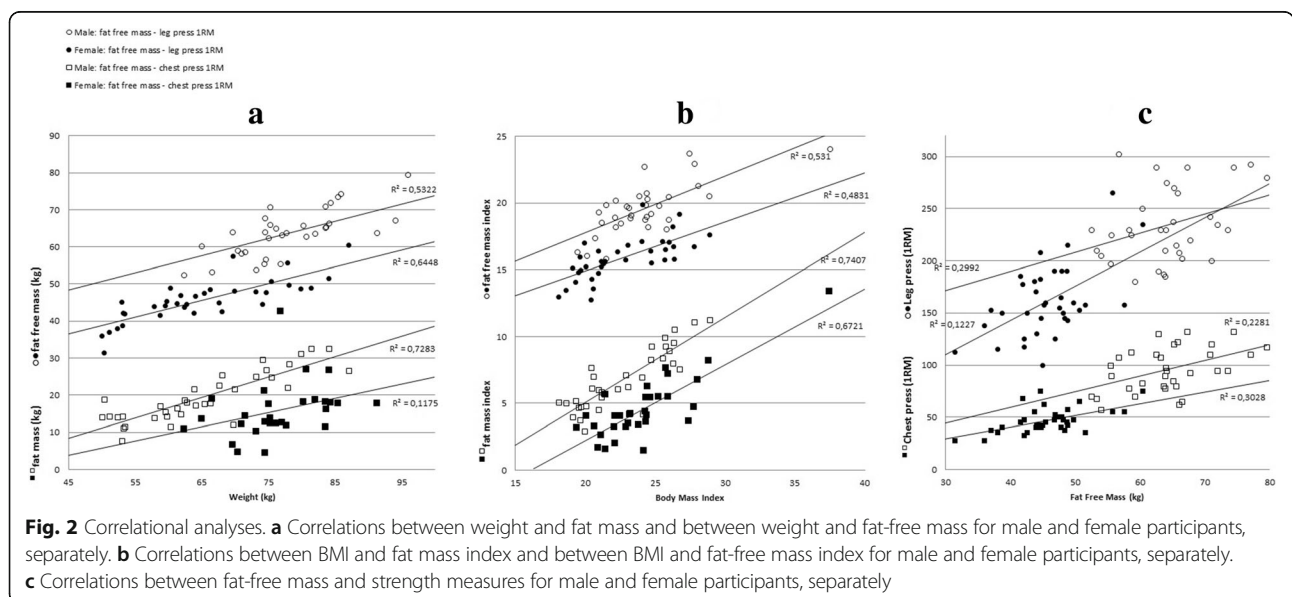 ○ Male: fat free mass - leg press 1RM
● Female: fat free mass - leg press 1RM
□ Male: fat free mass - chest press 1RM
■ Female: fat free mass - chest press 1RM
a
○●fat free mass (kg)
■□fat mass (kg)
90
80
70
60
50
40
30
20
10
0
R² = 0,5322
R² = 0,6448
R² = 0,7283
R² = 0,1175
45 55 65 75 85 95
Weight (kg)
b
○●fat free mass index
■□fat mass index
25
20
15
10
5
0
R² = 0,531
R² = 0,4831
R² = 0,7407
R² = 0,6721
15 20 25 30 35 40
Body Mass Index
c
○●Leg press (1RM)
■□Chest press (1RM)
300
250
200
150
100
50
0
R² = 0,2992
R² = 0,1227
R² = 0,2281
R² = 0,3028
30 40 50 60 70 80
Fat Free Mass (kg)
Fig. 2 Correlational analyses. a Correlations between weight and fat mass and between weight and fat-free mass for male and female participants,
separately. b Correlations between BMI and fat mass index and between BMI and fat-free mass index for male and female participants, separately.
c Correlations between fat-free mass and strength measures for male and female participants, separately